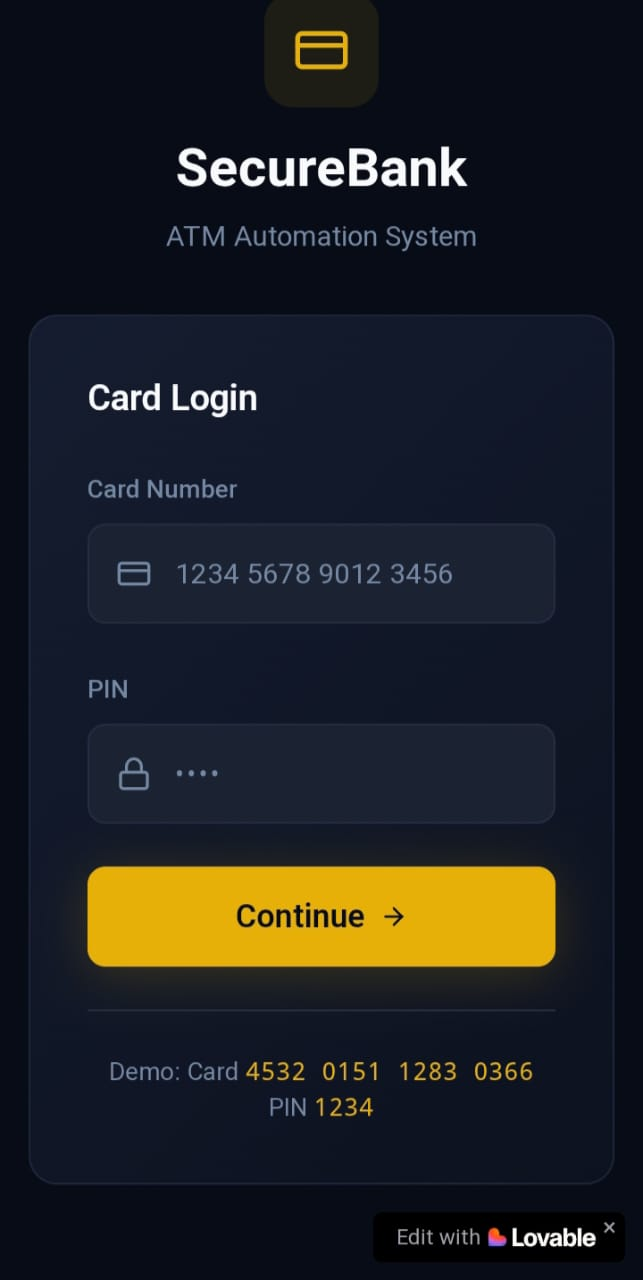 SecureBank
ATM Automation System
Card Login
Card Number
1234 5678 9012 3456
PIN
••••
Continue →
Demo: Card 4532 0151 1283 0366
PIN 1234
Edit with Lovable ×